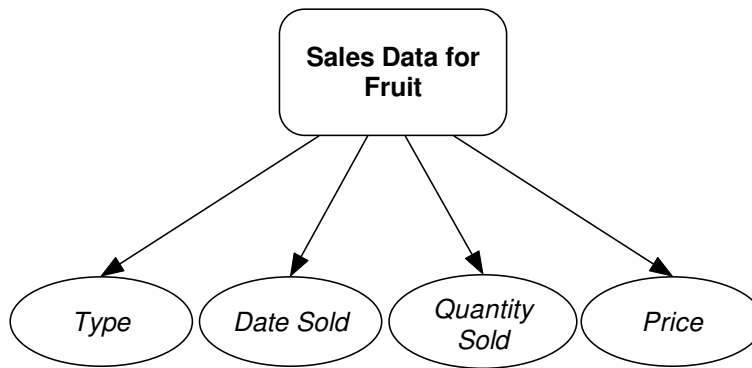 Sales Data for
Fruit
Type
Date Sold
Quantity
Sold
Price